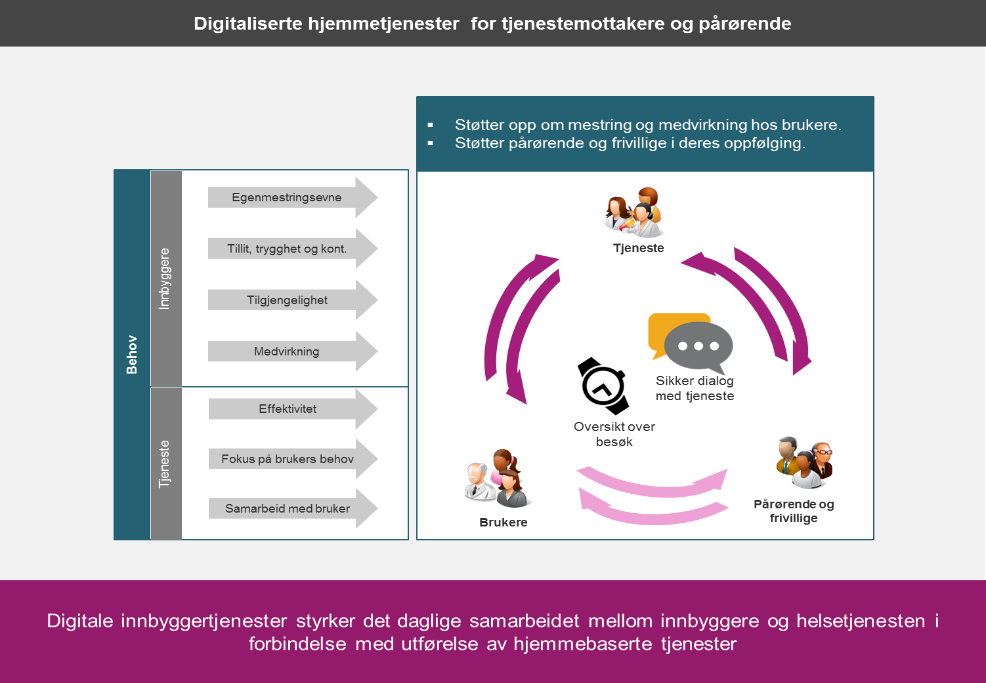 Digitaliserte hjemmetjenester for tjenestemottakere og pårørende
▪ Støtter opp om mestring og medvirkning hos brukere.
▪ Støtter pårørende og frivillige i deres oppfølging.
Behov
Innbyggere
Egenmestringsevne
Tillit, trygghet og kont.
Tilgjengelighet
Medvirkning
Tjeneste
Effektivitet
Fokus på brukers behov
Samarbeid med bruker
Tjeneste
Sikker dialog
med tjeneste
Oversikt over
besøk
Brukere
Pårørende og
frivillige
Digitale innbyggertjenester styrker det daglige samarbeidet mellom innbyggere og helsetjenesten i
forbindelse med utførelse av hjemmebaserte tjenester